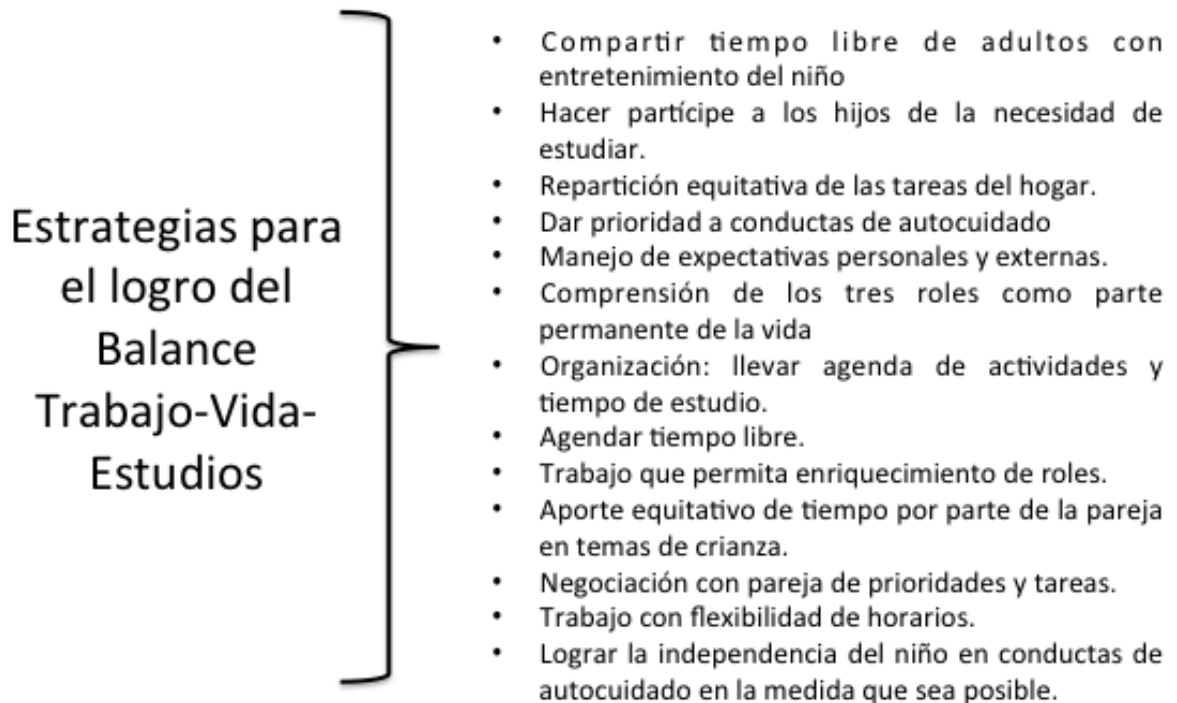 Estrategias para
el logro del
Balance
Trabajo-Vida-
Estudios
• Compartir tiempo libre de adultos con
entretenimiento del niño
• Hacer partícipe a los hijos de la necesidad de
estudiar.
• Repartición equitativa de las tareas del hogar.
• Dar prioridad a conductas de autocuidado
• Manejo de expectativas personales y externas.
• Comprensión de los tres roles como parte
permanente de la vida
• Organización: llevar agenda de actividades y
tiempo de estudio.
• Agendar tiempo libre.
• Trabajo que permita enriquecimiento de roles.
• Aporte equitativo de tiempo por parte de la pareja
en temas de crianza.
• Negociación con pareja de prioridades y tareas.
• Trabajo con flexibilidad de horarios.
• Lograr la independencia del niño en conductas de
autocuidado en la medida que sea posible.